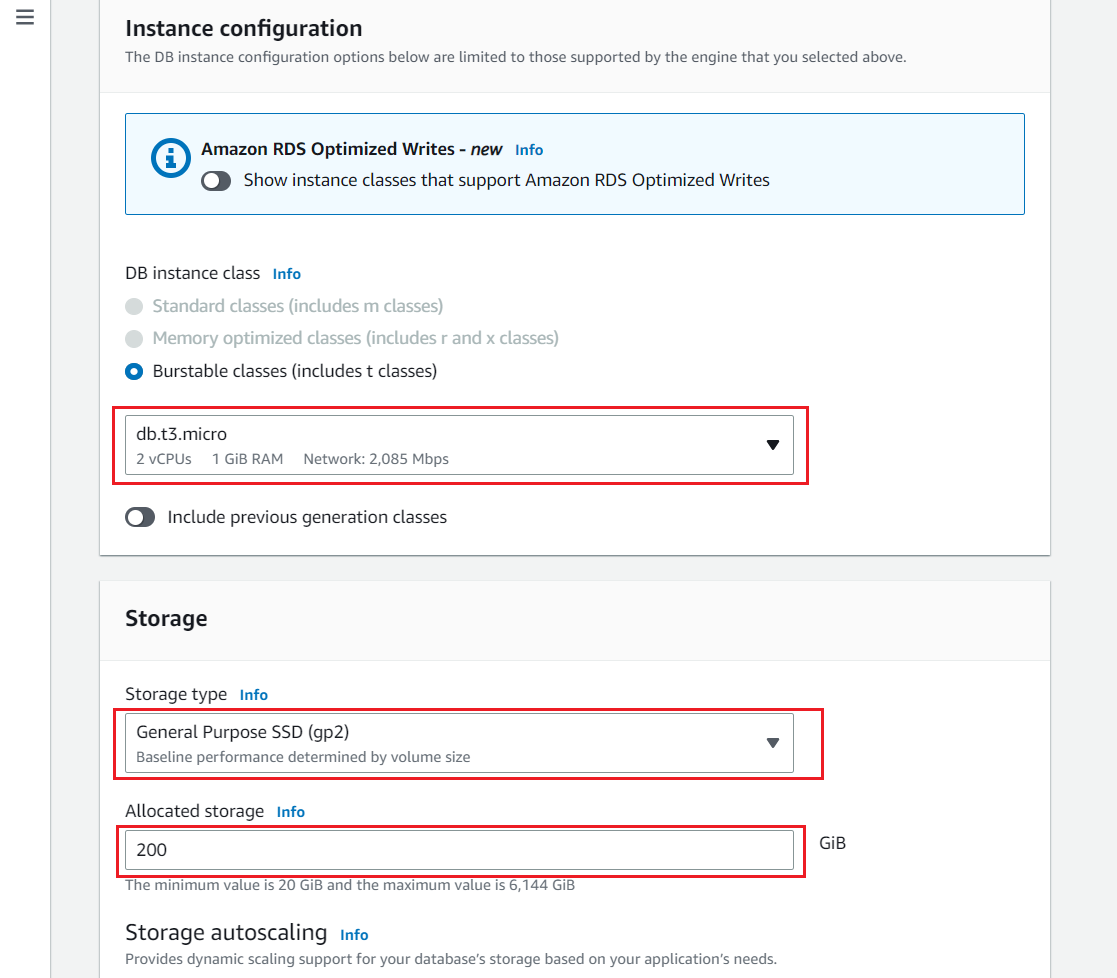 Instance configuration
The DB instance configuration options below are limited to those supported by the engine that you selected above.
Amazon RDS Optimized Writes - new Info
Show instance classes that support Amazon RDS Optimized Writes
DB instance class Info
Standard classes (includes m classes)
Memory optimized classes (includes r and x classes)
Burstable classes (includes t classes)
db.t3.micro
2 vCPUs 1 GiB RAM Network: 2,085 Mbps
Include previous generation classes
Storage
Storage type Info
General Purpose SSD (gp2)
Baseline performance determined by volume size
Allocated storage Info
200
GiB
The minimum value is 20 GiB and the maximum value is 6,144 GiB
Storage autoscaling Info
Provides dynamic scaling support for your database's storage based on your application's needs.